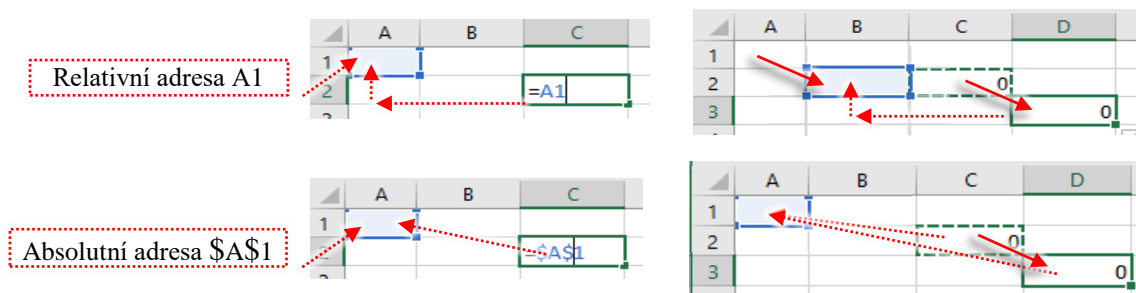 A B C
1
2
=A1
Relativní adresa A1
A B C D
1
2 0
3 0
A B C
1
=$A$1
Absolutní adresa $A$1
A B C D
1
2 0
3 0